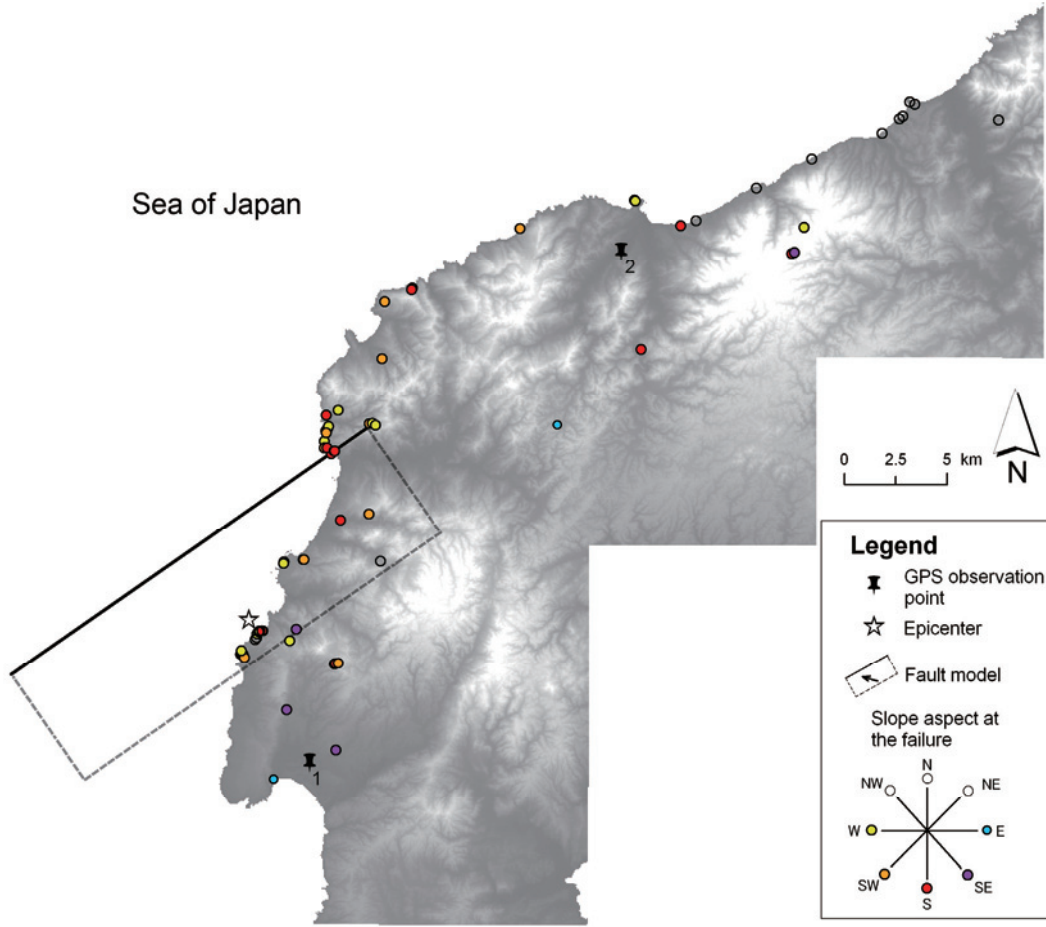 Sea of Japan
2
0 2.5 5 km
N
Legend
GPS observation
point
Epicenter
Fault model
Slope aspect at
the failure
N
NW NE
W E
SW SE
S
1